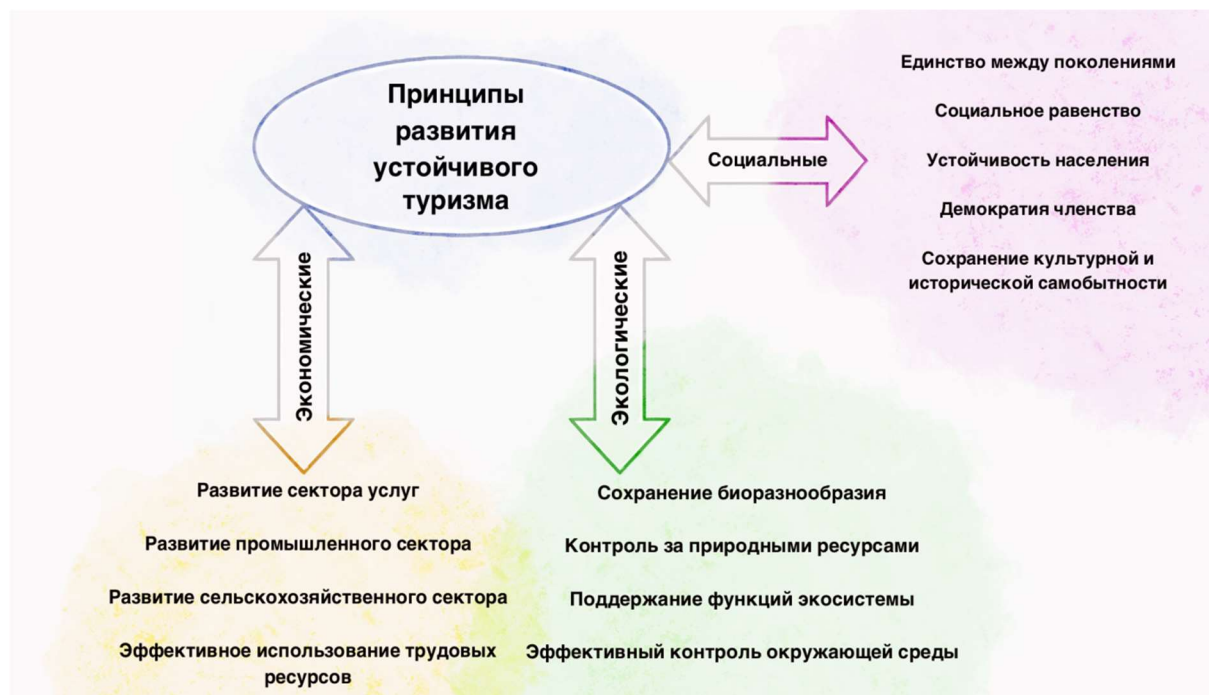 Принципы
развития
устойчивого
туризма
Социальные
Единство между поколениями
Социальное равенство
Устойчивость населения
Демократия членства
Сохранение культурной и
исторической самобытности
Экономические
Экологические
Развитие сектора услуг
Развитие промышленного сектора
Развитие сельскохозяйственного сектора
Эффективное использование трудовых
ресурсов
Сохранение биоразнообразия
Контроль за природными ресурсами
Поддержание функций экосистемы
Эффективный контроль окружающей среды